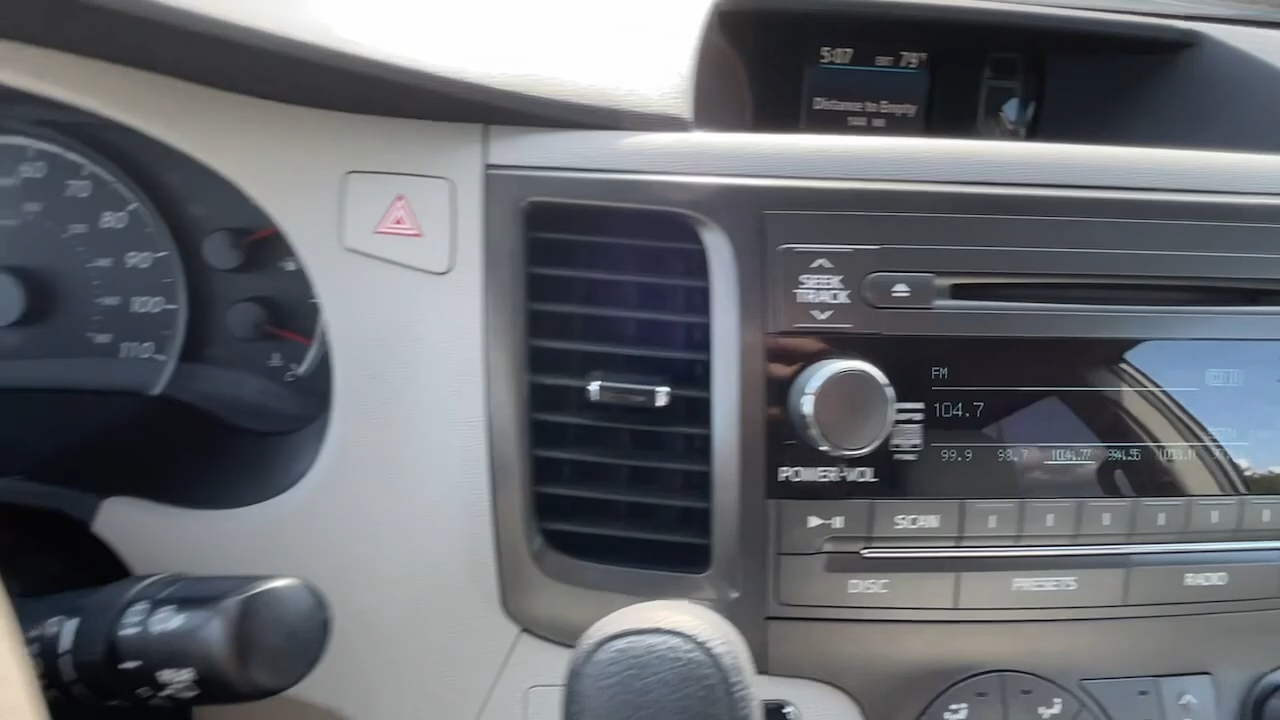 5:07 EXT 79°F
Distance to Empty
60
70
80
90
100
110
SEEK
TRACK
FM
104.7
99.9 98.7
POWER•VOL
SCAN
DISC PRESETS RADIO